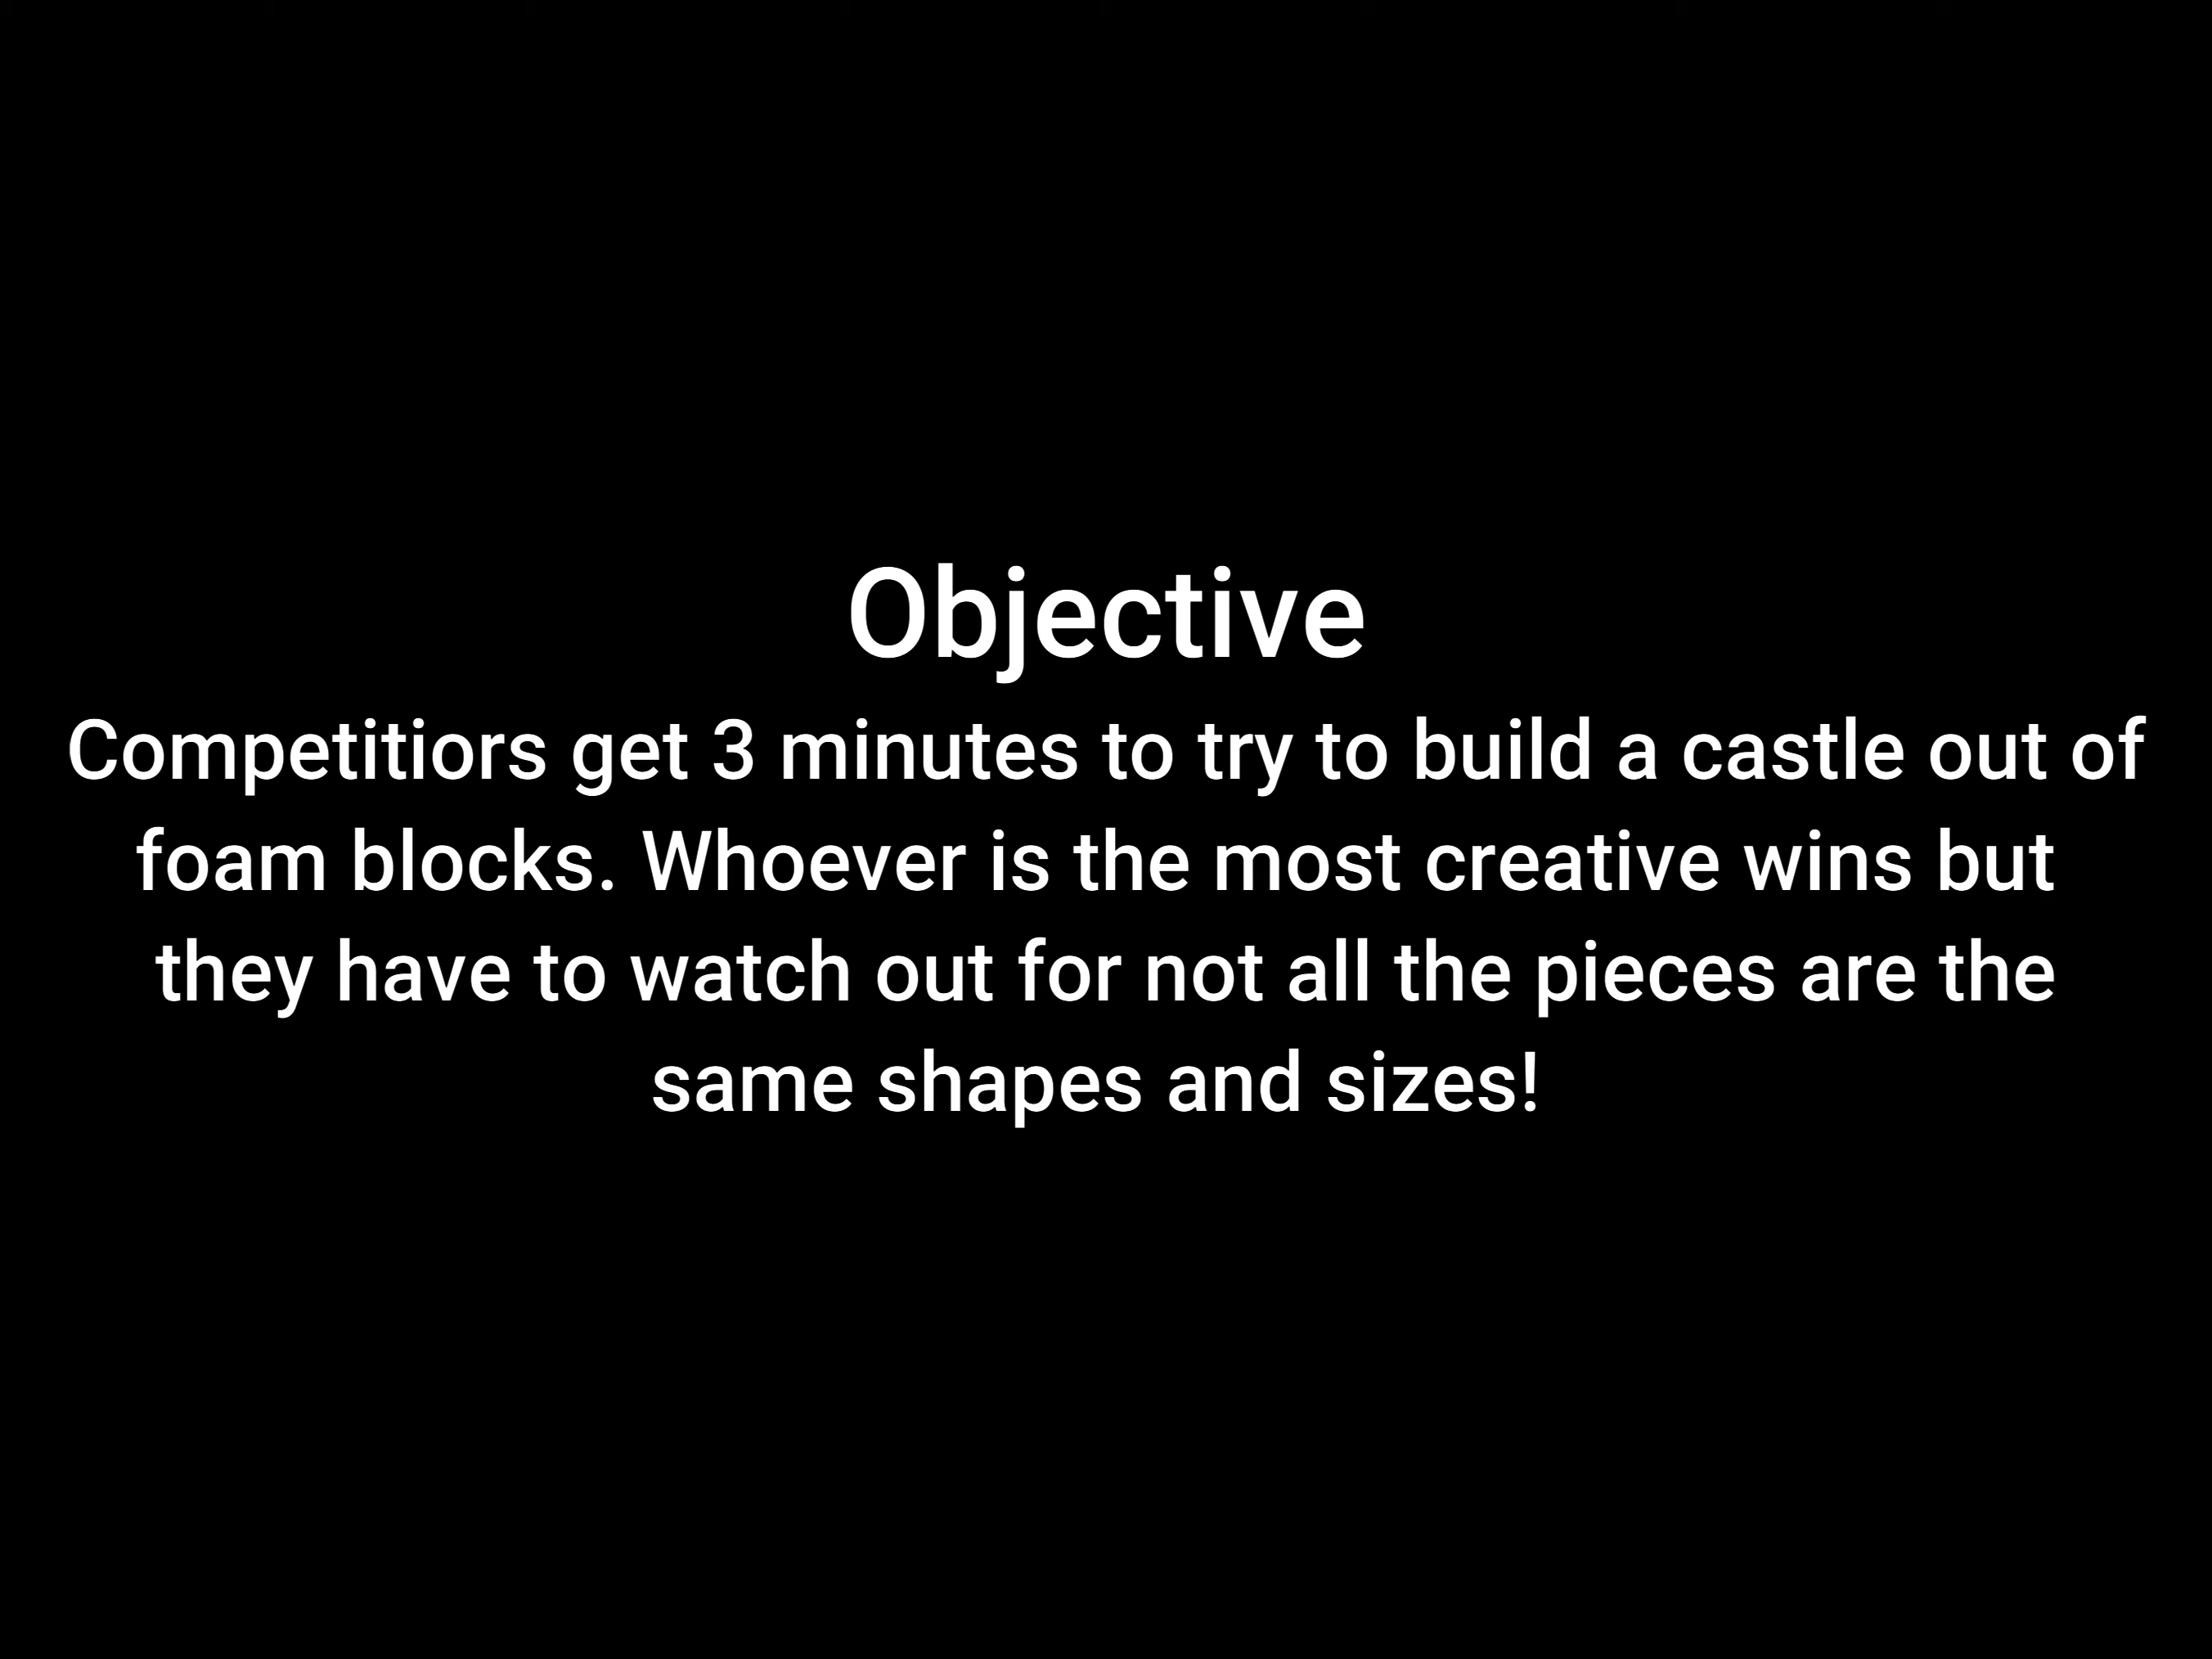 Objective
Competitiors get 3 minutes to try to build a castle out of
foam blocks. Whoever is the most creative wins but
they have to watch out for not all the pieces are the
same shapes and sizes!